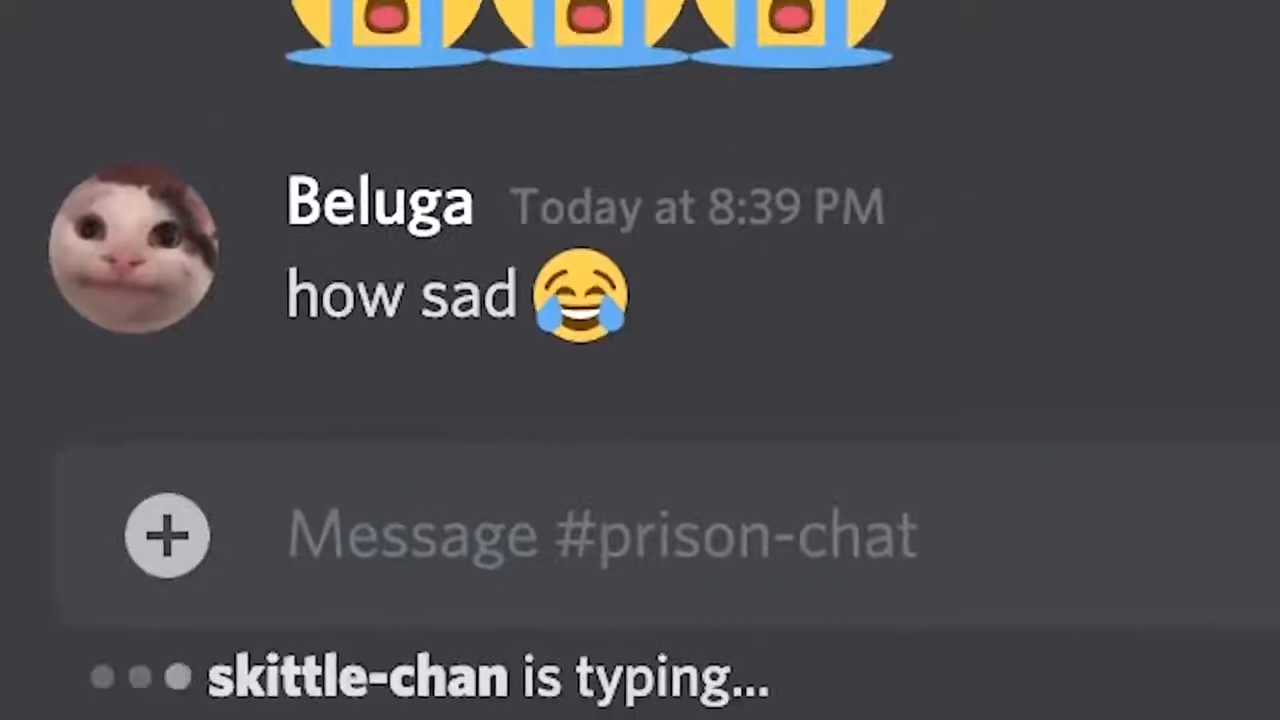 Beluga Today at 8:39 PM
how sad 😂
Message #prison-chat
skittle-chan is typing...